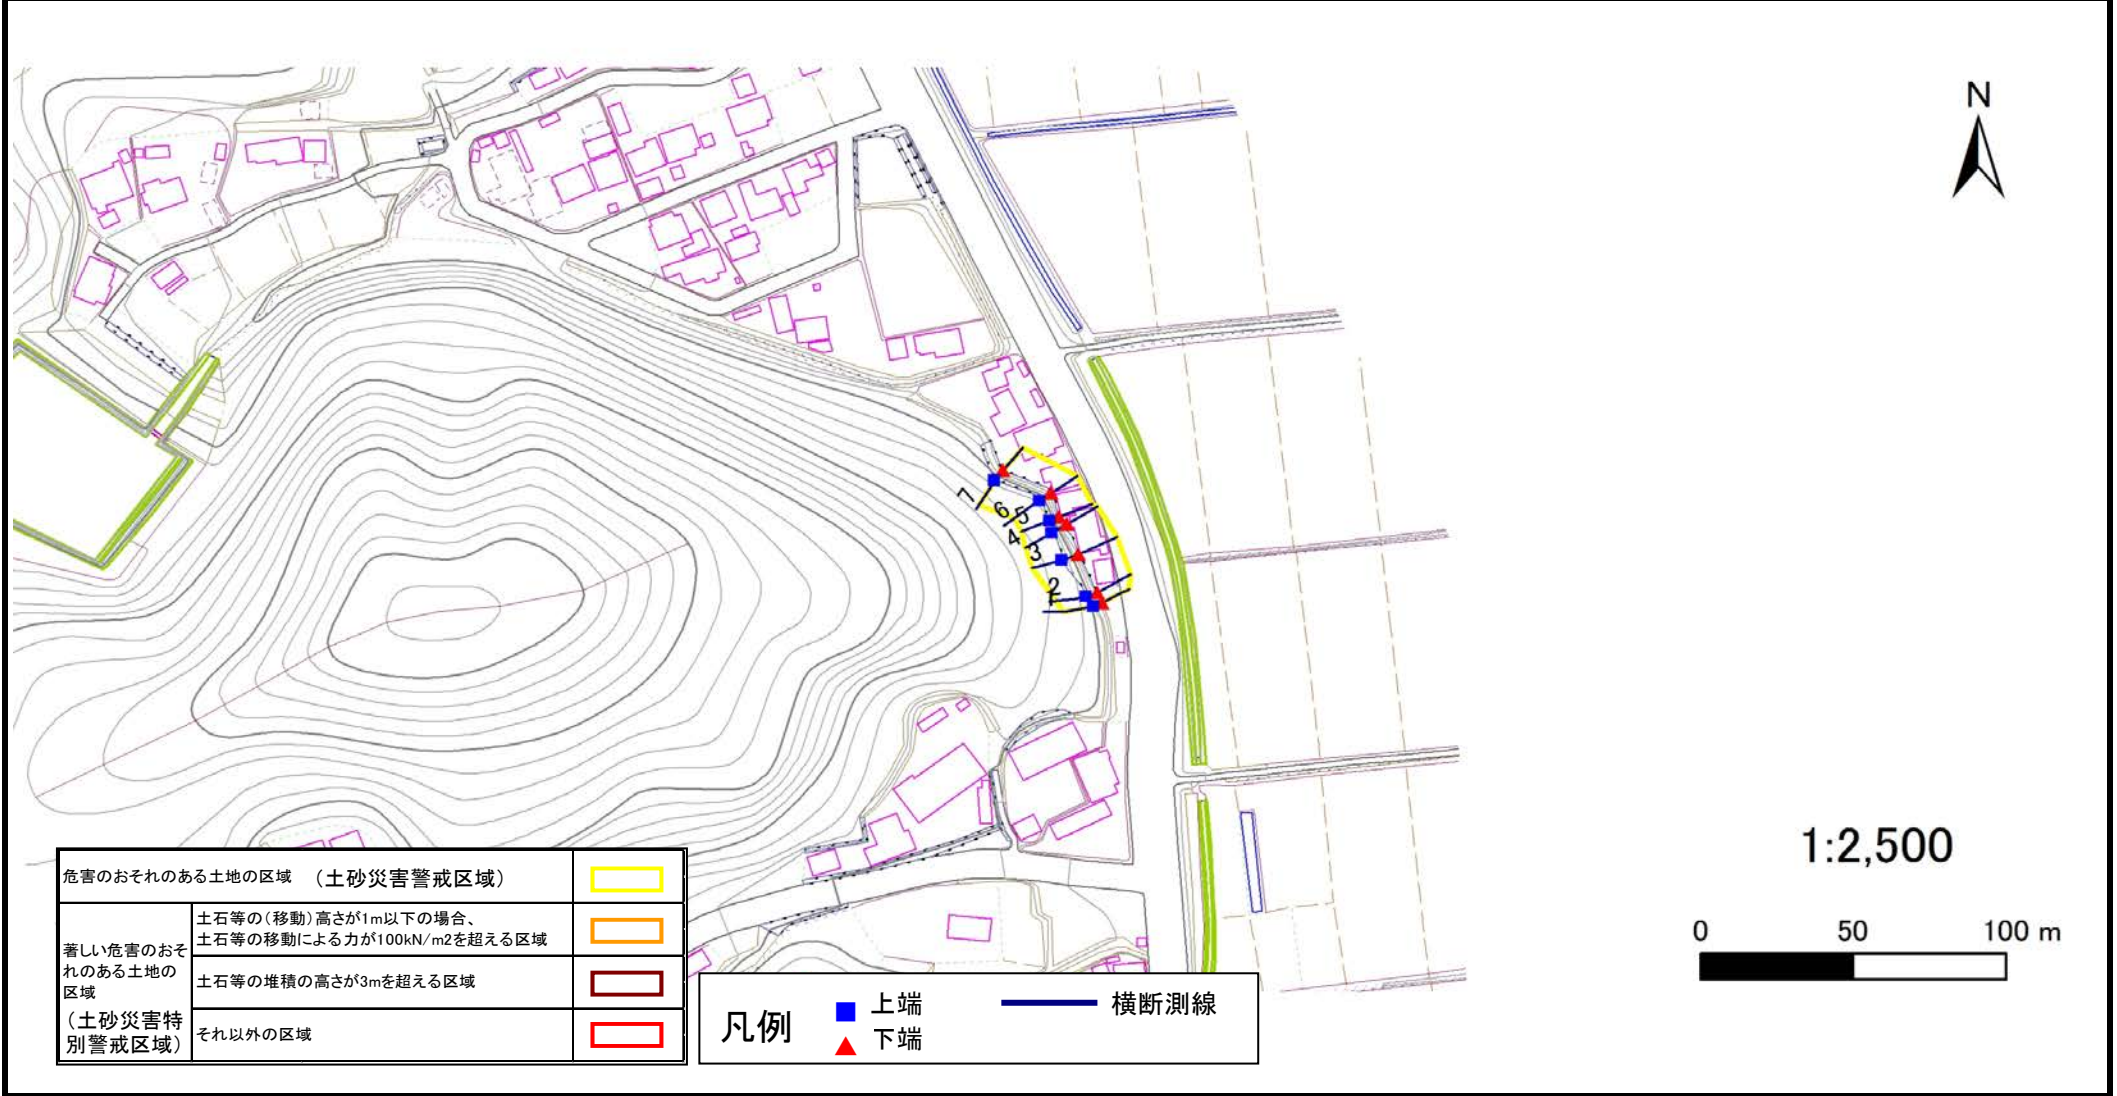 N
7
6
5
4
3
2
1
1:2,500
0 50 100 m
危害のおそれのある土地の区域 （土砂災害警戒区域）
著しい危害のおそ
れのある土地の
区域
（土砂災害特
別警戒区域）
土石等の（移動）高さが1m以下の場合、
土石等の移動による力が100kN/m2を超える区域
土石等の堆積の高さが3mを超える区域
それ以外の区域
凡例
上端
下端
横断測線